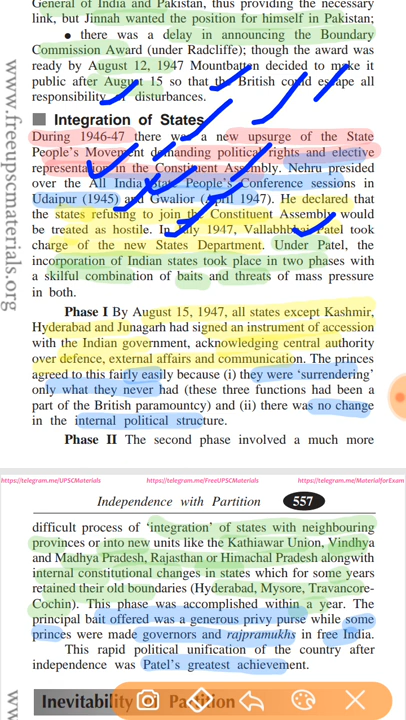 General of India and Pakistan, thus providing the necessary
link, but Jinnah wanted the position for himself in Pakistan;
• there was a delay in announcing the Boundary
Commission Award (under Radcliffe); though the award was
ready by August 12, 1947 Mountbatten decided to make it
public after August 15 so that the British could escape all
responsibility of disturbances.
Integration of States
During 1946-47 there was a new upsurge of the State
People's Movement demanding political rights and elective
representation in the Constituent Assembly. Nehru presided
over the All India State People's Conference sessions in
Udaipur (1945) and Gwalior (April 1947). He declared that
the states refusing to join the Constituent Assembly would
be treated as hostile. In July 1947, Vallabhbhai Patel took
charge of the new States Department. Under Patel, the
incorporation of Indian states took place in two phases with
a skilful combination of baits and threats of mass pressure
in both.
Phase I By August 15, 1947, all states except Kashmir,
Hyderabad and Junagarh had signed an instrument of accession
with the Indian government, acknowledging central authority
over defence, external affairs and communication. The princes
agreed to this fairly easily because (i) they were 'surrendering'
only what they never had (these three functions had been a
part of the British paramountcy) and (ii) there was no change
in the internal political structure.
Phase II The second phase involved a much more
www.freeupscmaterials.org
https://telegram.me/UPSCMaterials https://telegram.me/FreeUPSCMaterials https://telegram.me/MaterialforExam
Independence with Partition 557
difficult process of 'integration' of states with neighbouring
provinces or into new units like the Kathiawar Union, Vindhya
and Madhya Pradesh, Rajasthan or Himachal Pradesh alongwith
internal constitutional changes in states which for some years
retained their old boundaries (Hyderabad, Mysore, Travancore-
Cochin). This phase was accomplished within a year. The
principal bait offered was a generous privy purse while some
princes were made governors and rajpramukhs in free India.
This rapid political unification of the country after
independence was Patel's greatest achievement.
Inevitability of Partition